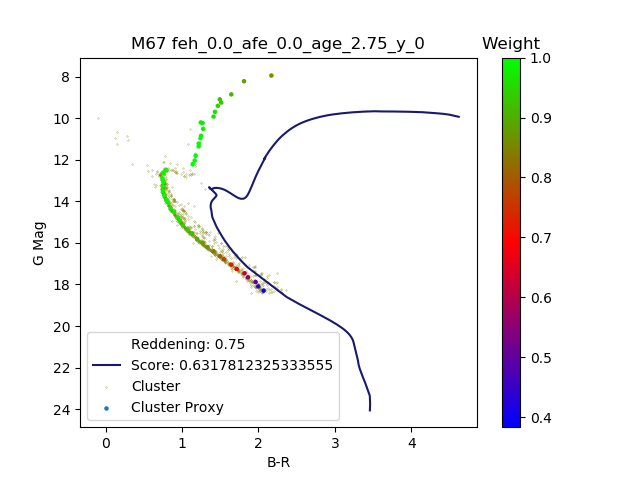 M67 feh_0.0_afe_0.0_age_2.75_y_0
Weight
8
10
12
14
16
18
20
22
24
G Mag
0
1
2
3
4
B-R
Reddening: 0.75
Score: 0.6317812325333555
Cluster
Cluster Proxy
1.0
0.9
0.8
0.7
0.6
0.5
0.4